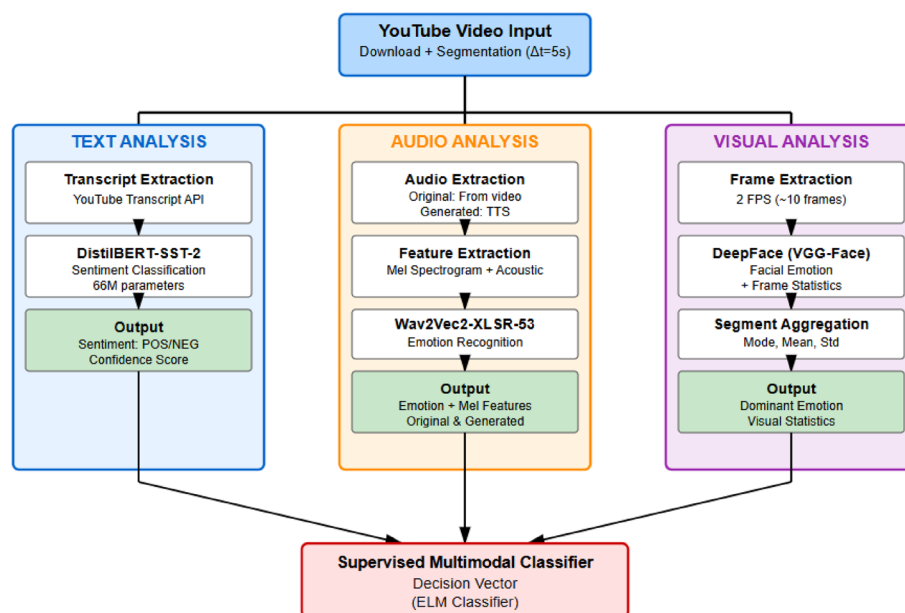 YouTube Video Input
Download + Segmentation (Δt=5s)
TEXT ANALYSIS
Transcript Extraction
YouTube Transcript API
DistilBERT-SST-2
Sentiment Classification
66M parameters
Output
Sentiment: POS/NEG
Confidence Score
AUDIO ANALYSIS
Audio Extraction
Original: From video
Generated: TTS
Feature Extraction
Mel Spectrogram + Acoustic
Wav2Vec2-XLSR-53
Emotion Recognition
Output
Emotion + Mel Features
Original & Generated
VISUAL ANALYSIS
Frame Extraction
2 FPS (~10 frames)
DeepFace (VGG-Face)
Facial Emotion
+ Frame Statistics
Segment Aggregation
Mode, Mean, Std
Output
Dominant Emotion
Visual Statistics
Supervised Multimodal Classifier
Decision Vector
(ELM Classifier)